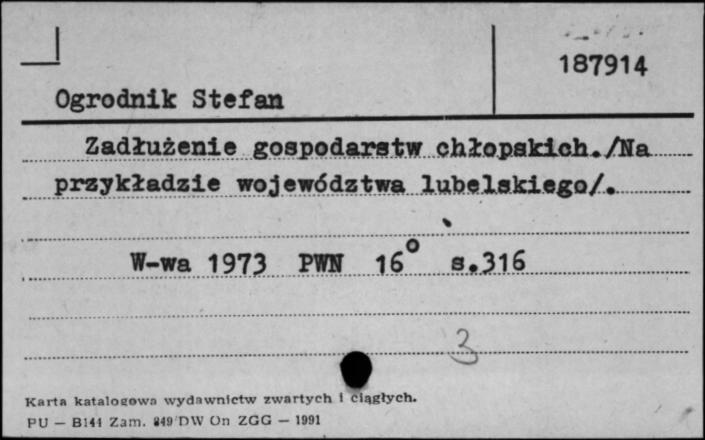 187914
Ogrodnik Stefan
Zadłużenie gospodarstw chłopskich./Na
przykładzie województwa lubelskiego/.
W-wa 1973 PWN 16° s.316
3
Karta katalogowa wydawnictw zwartych i ciągłych.
PU — B144 Zam. 849 DW On ZGG — 1991